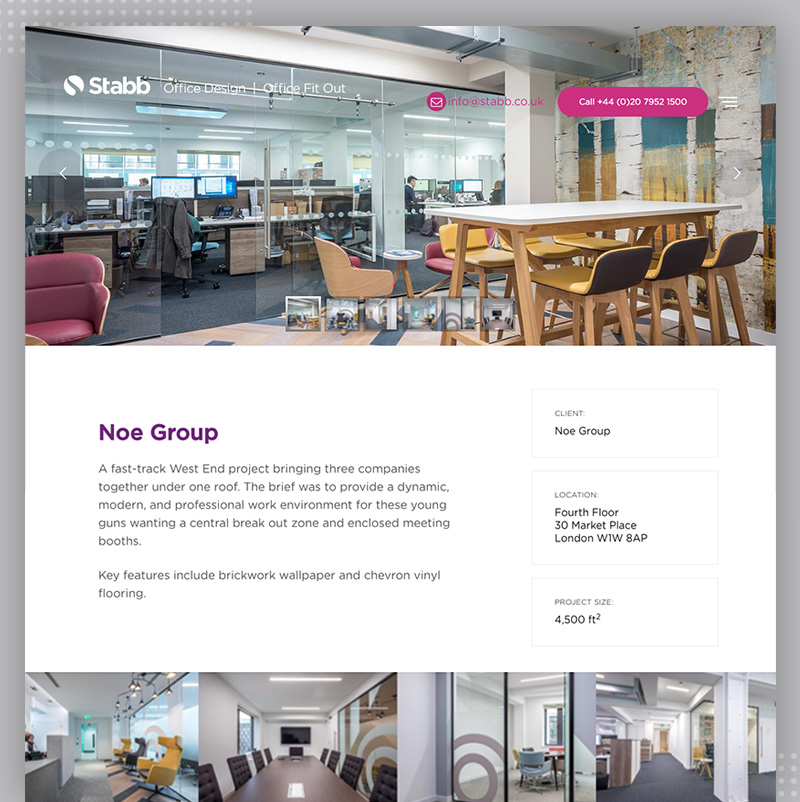 Stabb Office Design | Office Fit Out
info@stabb.co.uk
Call +44 (0)20 7952 1500
Noe Group
A fast-track West End project bringing three companies
together under one roof. The brief was to provide a dynamic,
modern, and professional work environment for these young
guns wanting a central break out zone and enclosed meeting
booths.
Key features include brickwork wallpaper and chevron vinyl
flooring.
CLIENT:
Noe Group
LOCATION:
Fourth Floor
30 Market Place
London W1W 8AP
PROJECT SIZE:
4,500 ft²